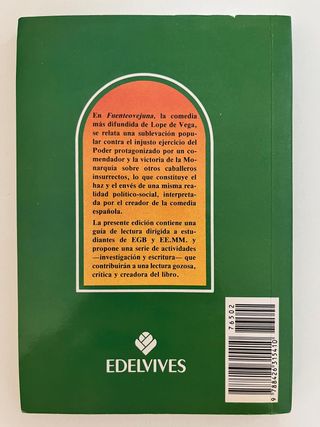 En Fuenteovejuna, la comedia
más difundida de Lope de Vega,
se relata una sublevación popu-
lar contra el injusto ejercicio del
Poder protagonizado por un co-
mendador y la victoria de la Mo-
narquía sobre otros caballeros
insurrectos, lo que constituye el
haz y el envés de una misma rea-
lidad político-social, interpreta-
da por el creador de la comedia
española.
La presente edición contiene una
guía de lectura dirigida a estu-
diantes de EGB y EE.MM. y
propone una serie de actividades
—investigación y escritura— que
contribuirán a una lectura gozosa,
crítica y creadora del libro.
EDELVIVES
76502
9 788426 315410